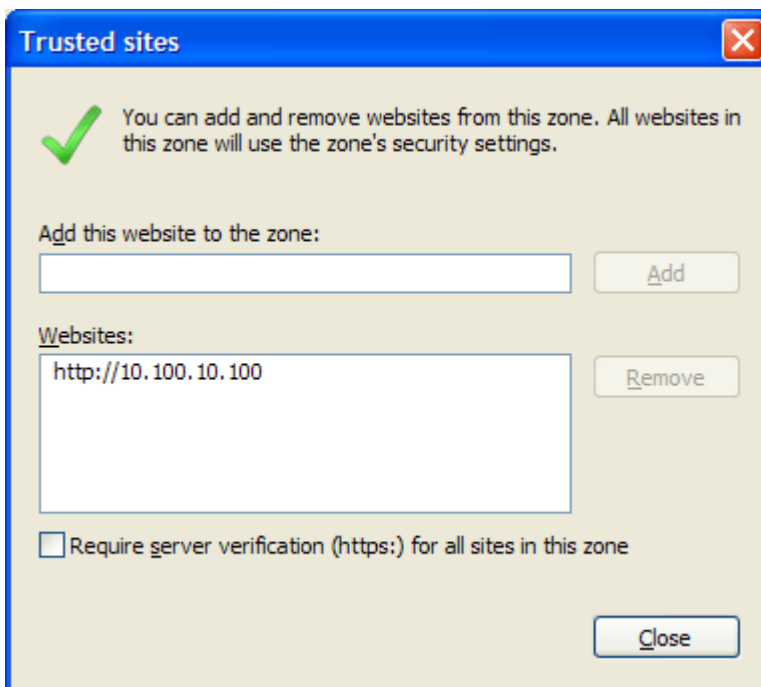 Trusted sites
You can add and remove websites from this zone. All websites in
this zone will use the zone's security settings.
Add this website to the zone:
Add
Websites:
http://10.100.10.100
Remove
Require server verification (https:) for all sites in this zone
Close